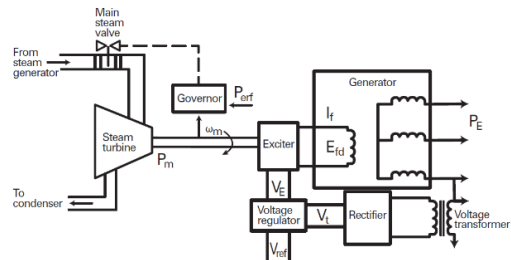 Main
steam
valve
From
steam
generator
Governor
Perf
Generator
Steam
turbine
Pm
ωm
Exciter
If
Efd
PE
To
condenser
VE
Voltage
regulator
Vt
Rectifier
Voltage
transformer
Vref